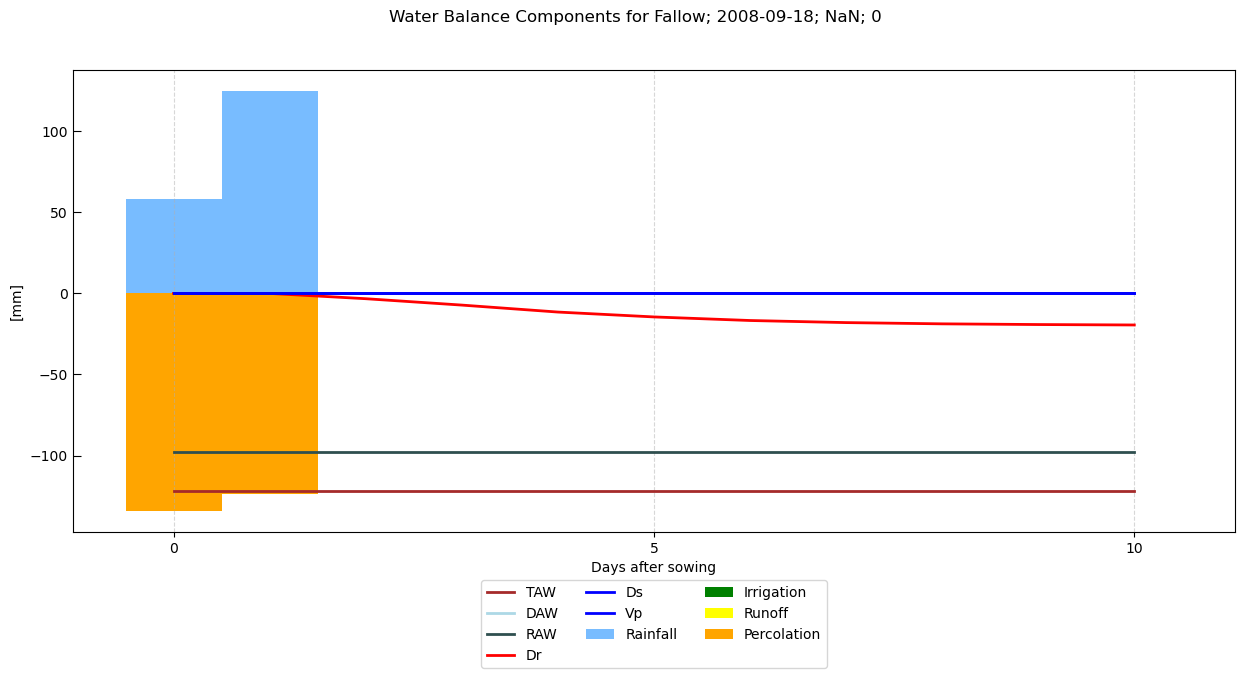 Water Balance Components for Fallow; 2008-09-18; NaN; 0
100
50
0
−50
−100
[mm]
0 5 10
Days after sowing
TAW Ds Irrigation
DAW Vp Runoff
RAW Rainfall Percolation
Dr